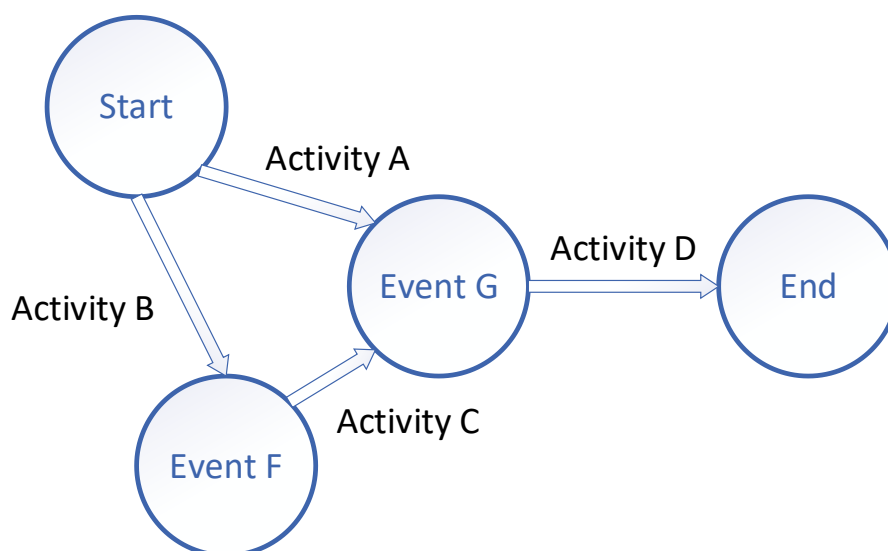 Start
Activity A
Activity B
Event G
Activity D
End
Activity C
Event F